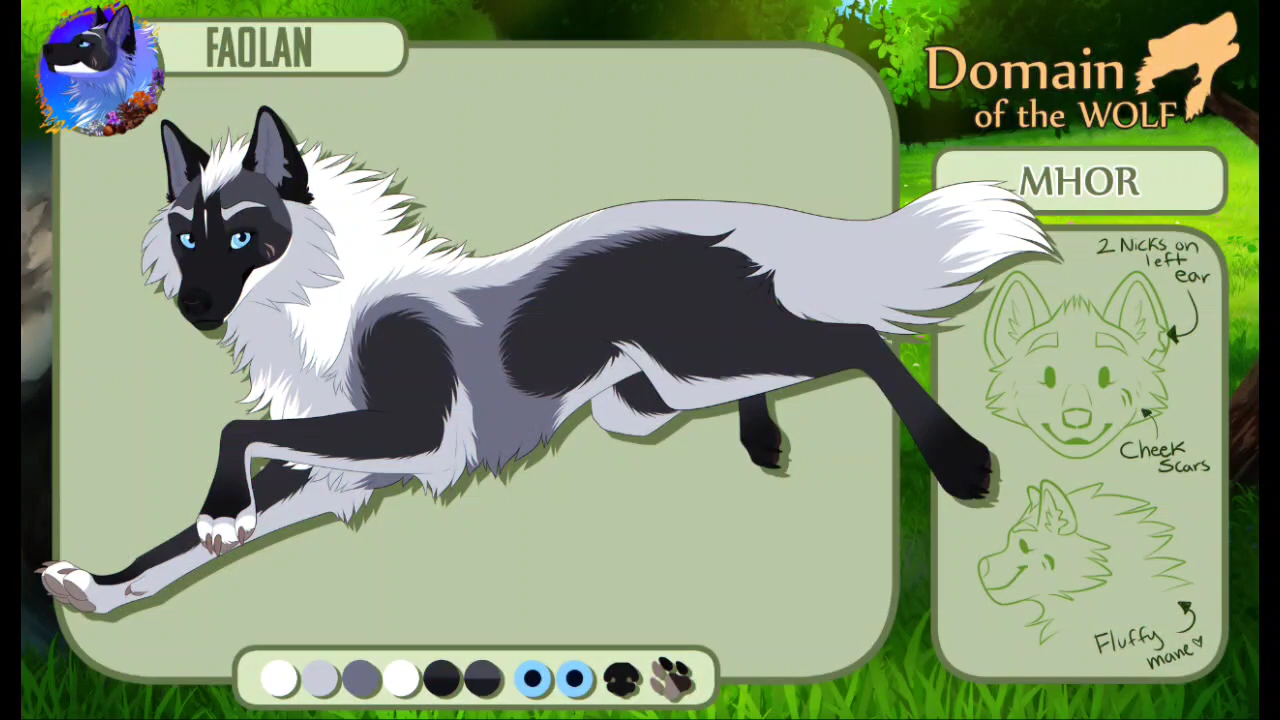 FAOLAN
Domain
of the WOLF
MHOR
2 Nicks on
left
ear
Cheek
Scars
Fluffy
mane♡